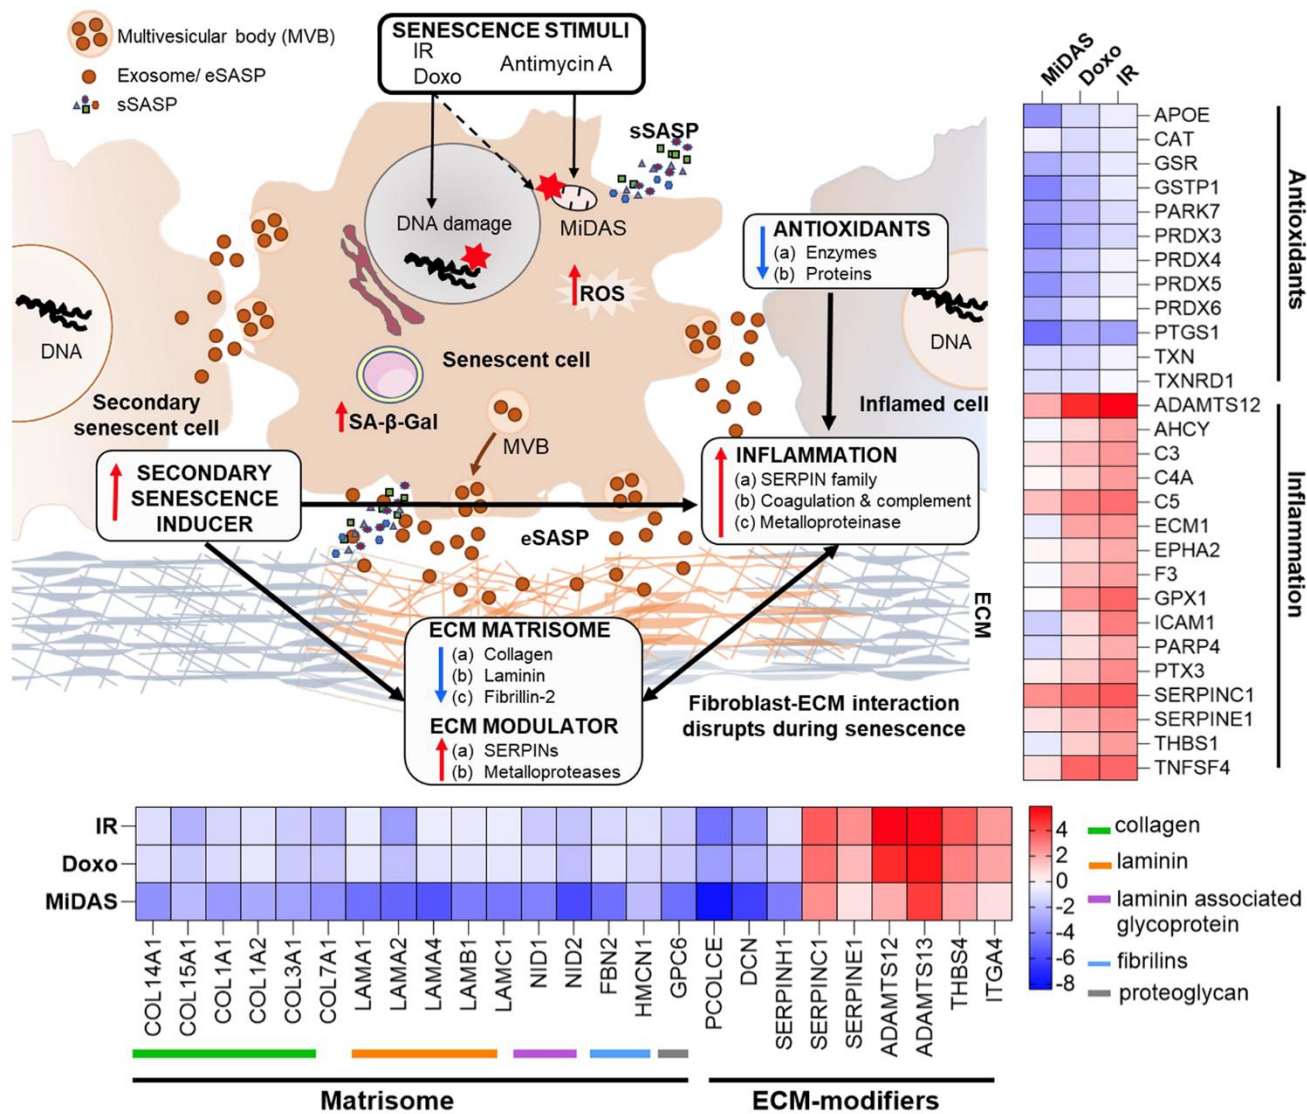 Multivesicular body (MVB)
Exosome/ eSASP
sSASP
SENESCENCE STIMULI
IR
Doxo
Antimycin A
sSASP
DNA damage
MiDAS
ROS
DNA
Senescent cell
SA-β-Gal
MVB
Secondary
senescent cell
ANTIOXIDANTS
(a) Enzymes
(b) Proteins
DNA
Inflamed cell
SECONDARY
SENESCENCE
INDUCER
INFLAMMATION
(a) SERPIN family
(b) Coagulation & complement
(c) Metalloproteinase
eSASP
ECM
ECM MATRISOME
(a) Collagen
(b) Laminin
(c) Fibrillin-2
ECM MODULATOR
(a) SERPINs
(b) Metalloproteases
Fibroblast-ECM interaction
disrupts during senescence
MiDAS
Doxo
IR
APOE
CAT
GSR
GSTP1
PARK7
PRDX3
PRDX4
PRDX5
PRDX6
PTGS1
TXN
TXNRD1
ADAMTS12
AHCY
C3
C4A
C5
ECM1
EPHA2
F3
GPX1
ICAM1
PARP4
PTX3
SERPINC1
SERPINE1
THBS1
TNFSF4
Antioxidants
Inflammation
IR
Doxo
MiDAS
COL14A1
COL15A1
COL1A1
COL1A2
COL3A1
COL7A1
LAMA1
LAMA2
LAMA4
LAMB1
LAMC1
NID1
NID2
FBN2
HMCN1
GPC6
PCOLCE
DCN
SERPINH1
SERPINC1
SERPINE1
ADAMTS12
ADAMTS13
THBS4
ITGA4
Matrisome
ECM-modifiers
4
2
0
-2
-4
-6
-8
collagen
laminin
laminin associated
glycoprotein
fibrilins
proteoglycan